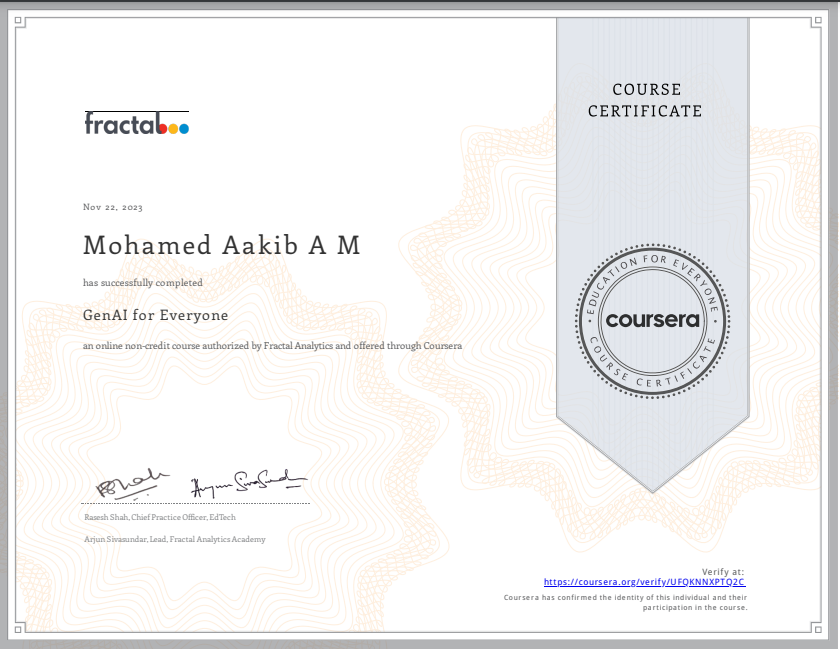 fractal
COURSE
CERTIFICATE
Nov 22, 2023
Mohamed Aakib A M
has successfully completed
GenAI for Everyone
an online non-credit course authorized by Fractal Analytics and offered through Coursera
EDUCATION FOR EVERYONE
coursera
COURSE CERTIFICATE
Rasesh Shah, Chief Practice Officer, EdTech
Arjun Sivasundar, Lead, Fractal Analytics Academy
Verify at:
https://coursera.org/verify/UFQKNNXPTQ2C
Coursera has confirmed the identity of this individual and their
participation in the course.